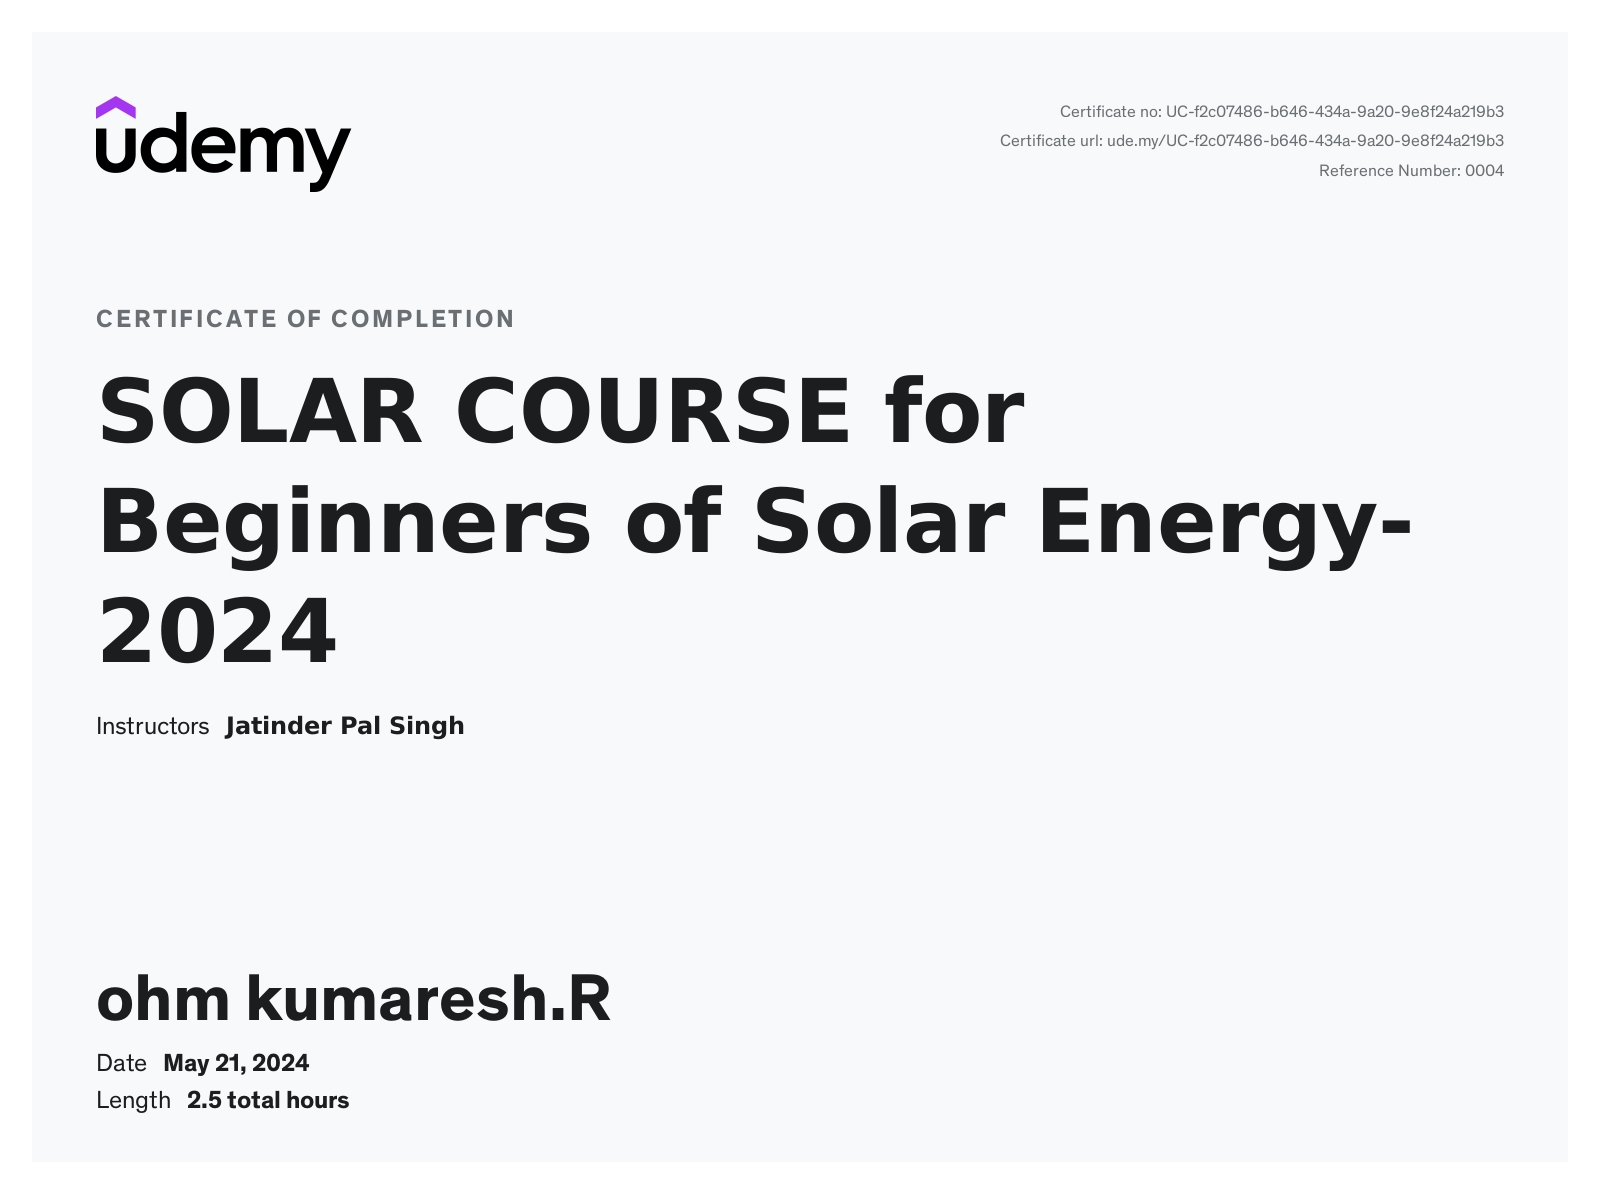 udemy
Certificate no: UC-f2c07486-b646-434a-9a20-9e8f24a219b3
Certificate url: ude.my/UC-f2c07486-b646-434a-9a20-9e8f24a219b3
Reference Number: 0004
CERTIFICATE OF COMPLETION
SOLAR COURSE for
Beginners of Solar Energy-
2024
Instructors Jatinder Pal Singh
ohm kumaresh.R
Date May 21, 2024
Length 2.5 total hours